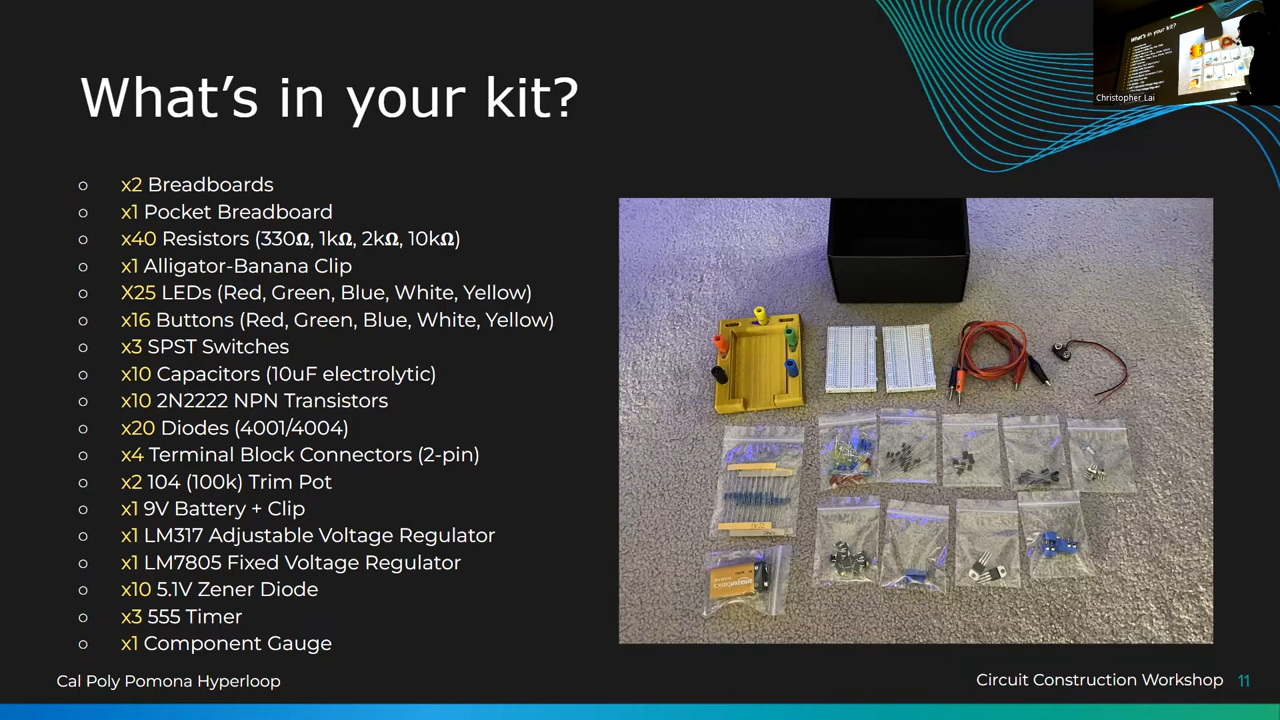 What's in your kit?
x2 Breadboards
x1 Pocket Breadboard
x40 Resistors (330Ω, 1kΩ, 2kΩ, 10kΩ)
x1 Alligator-Banana Clip
X25 LEDs (Red, Green, Blue, White, Yellow)
x16 Buttons (Red, Green, Blue, White, Yellow)
x3 SPST Switches
x10 Capacitors (10uF electrolytic)
x10 2N2222 NPN Transistors
x20 Diodes (4001/4004)
x4 Terminal Block Connectors (2-pin)
x2 104 (100k) Trim Pot
x1 9V Battery + Clip
x1 LM317 Adjustable Voltage Regulator
x1 LM7805 Fixed Voltage Regulator
x10 5.1V Zener Diode
x3 555 Timer
x1 Component Gauge
What's in your kit?
Christopher Lai
Cal Poly Pomona Hyperloop
Circuit Construction Workshop 11